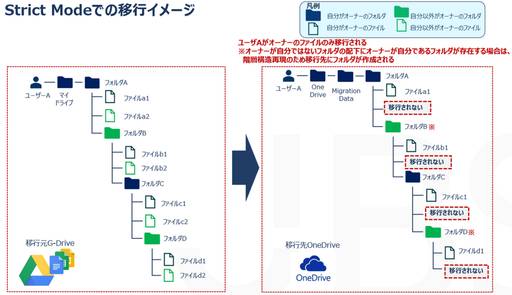 Strict Modeでの移行イメージ
凡例
自分がオーナーのフォルダ
自分以外がオーナーのフォルダ
自分がオーナーのファイル
自分以外がオーナーのファイル
ユーザAがオーナーのファイルのみ移行される
※オーナーが自分ではないフォルダの配下にオーナーが自分であるフォルダが存在する場合は、
階層構造再現のため移行先にフォルダが作成される
ユーザーA
マイ
ドライブ
フォルダA
ファイルa1
ファイルa2
フォルダB
ファイルb1
ファイルb2
フォルダC
ファイルc1
ファイルc2
フォルダD
ファイルd1
ファイルd2
移行元G-Drive
ユーザーA
One
Drive
Migration
Data
フォルダA
ファイルa1
移行されない
フォルダB ※
ファイルb1
移行されない
フォルダC
ファイルc1
移行されない
フォルダD※
ファイルd1
移行されない
移行先OneDrive
OneDrive